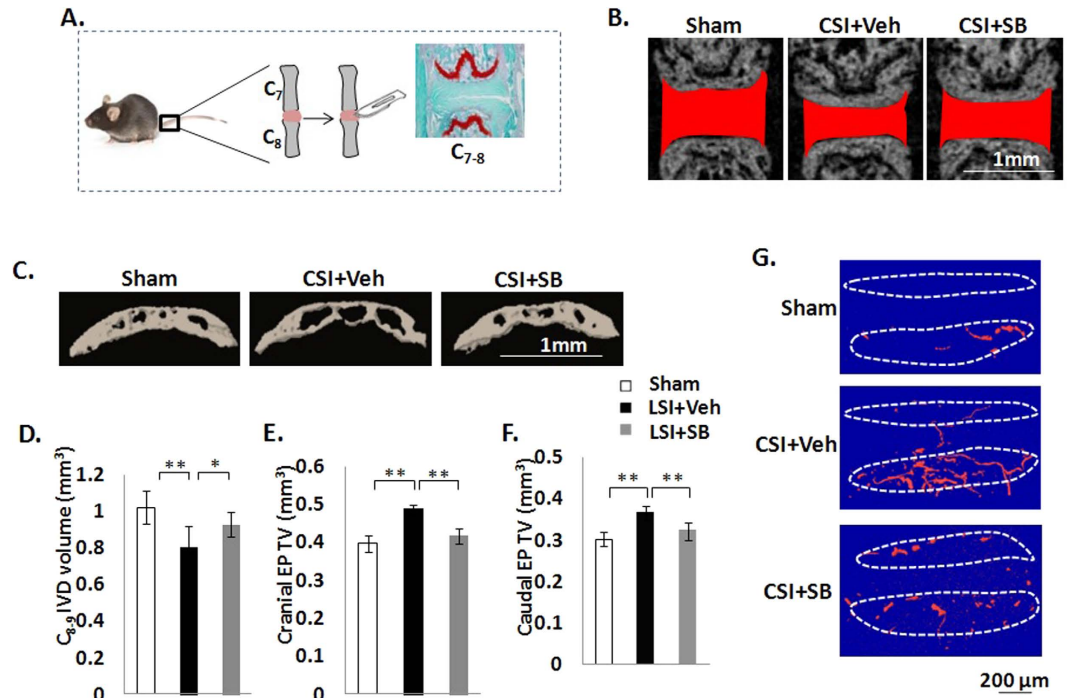 A.
C7
C8
C7-8
B.
Sham
CSI+Veh
CSI+SB
1mm
C.
Sham
CSI+Veh
CSI+SB
1mm
Sham
LSI+Veh
LSI+SB
D.
C8-9 IVD volume (mm3)
1.2
1
0.8
0.6
0.4
0.2
0
**
*
E.
Cranial EP TV (mm3)
0.6
0.5
0.4
0.3
0.2
0.1
0
**
**
F.
Caudal EP TV (mm3)
0.5
0.4
0.3
0.2
0.1
0
**
**
G.
Sham
CSI+Veh
CSI+SB
200 μm